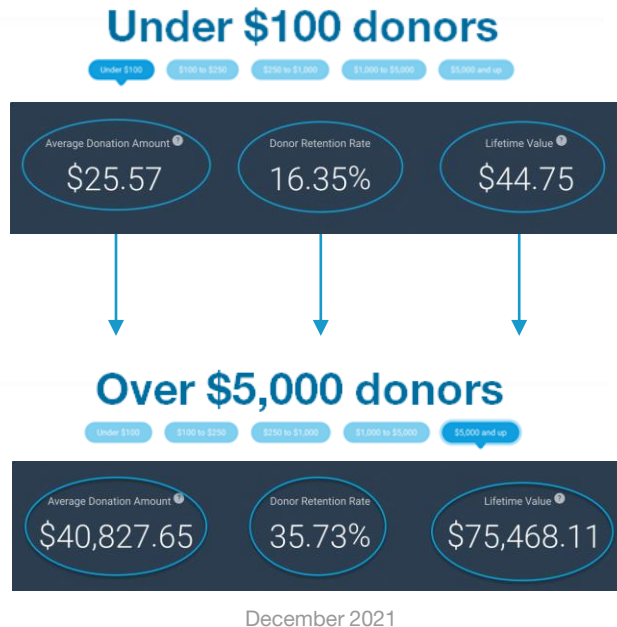 Under $100 donors
Under $100 $100 to $250 $250 to $1,000 $1,000 to $5,000 $5,000 and up
Average Donation Amount ? Donor Retention Rate Lifetime Value ?
$25.57 16.35% $44.75
Over $5,000 donors
Under $100 $100 to $250 $250 to $1,000 $1,000 to $5,000 $5,000 and up
Average Donation Amount ? Donor Retention Rate Lifetime Value ?
$40,827.65 35.73% $75,468.11
December 2021